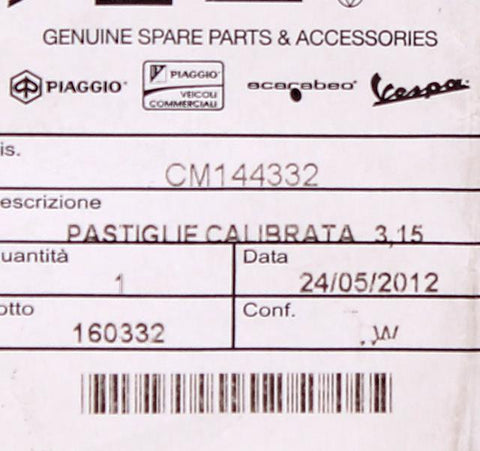 GENUINE SPARE PARTS & ACCESSORIES
PIAGGIO PIAGGIO VEICOLI COMMERCIALI scarabeo Vespa
is.
CM144332
escrizione
PASTIGLIE CALIBRATA 3,15
uantità
1
Data
24/05/2012
otto
160332
Conf.